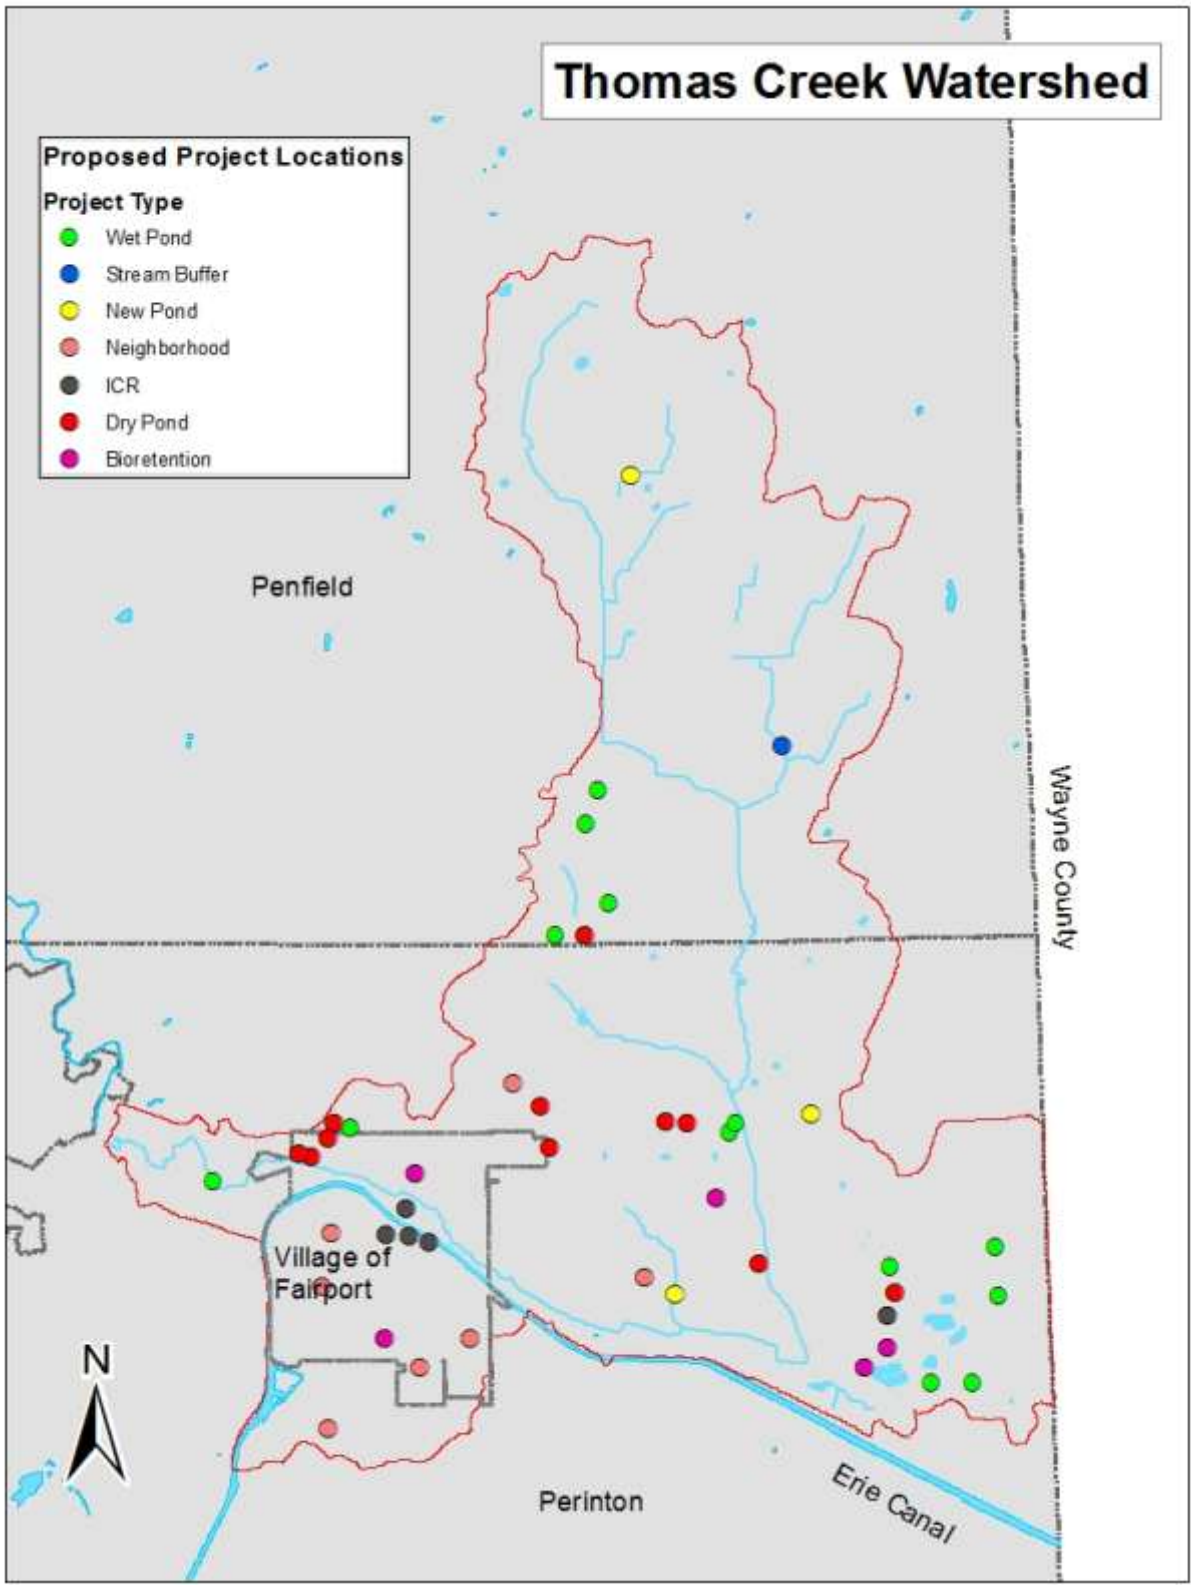 Thomas Creek Watershed
Proposed Project Locations
Project Type
Wet Pond
Stream Buffer
New Pond
Neighborhood
ICR
Dry Pond
Bioretention
Penfield
Wayne County
Village of
Fairport
N
Perinton
Erie Canal